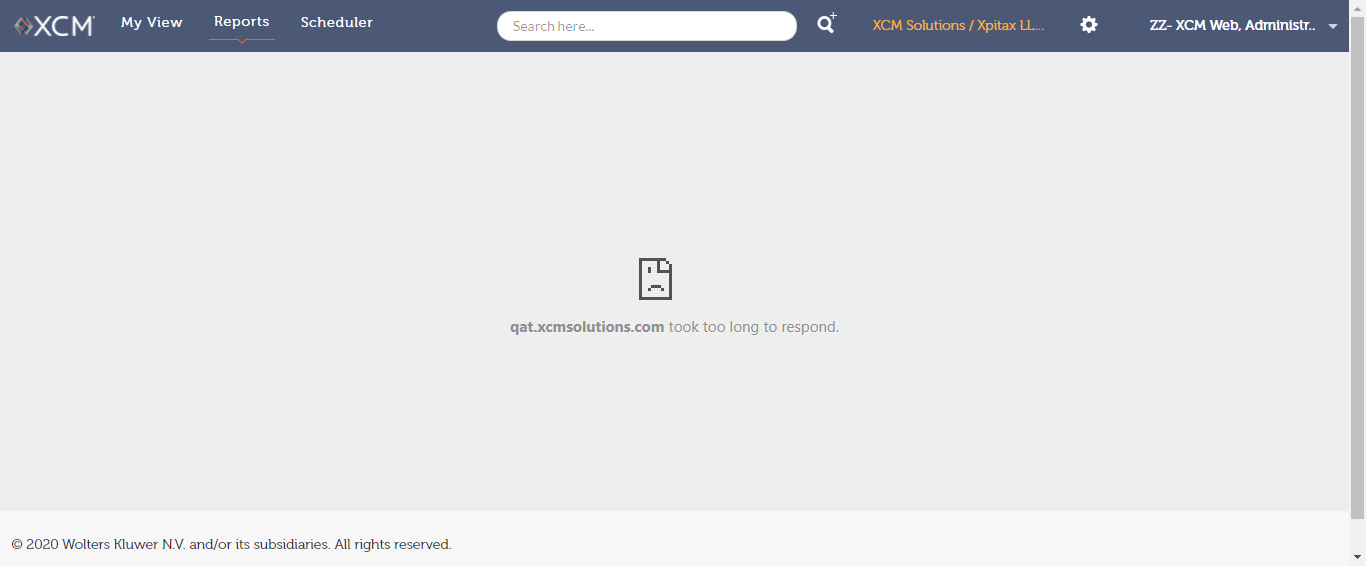 XCM My View Reports Scheduler Search here... XCM Solutions / Xpitax LL... ZZ- XCM Web, Administr..
qat.xcmsolutions.com took too long to respond.
© 2020 Wolters Kluwer N.V. and/or its subsidiaries. All rights reserved.